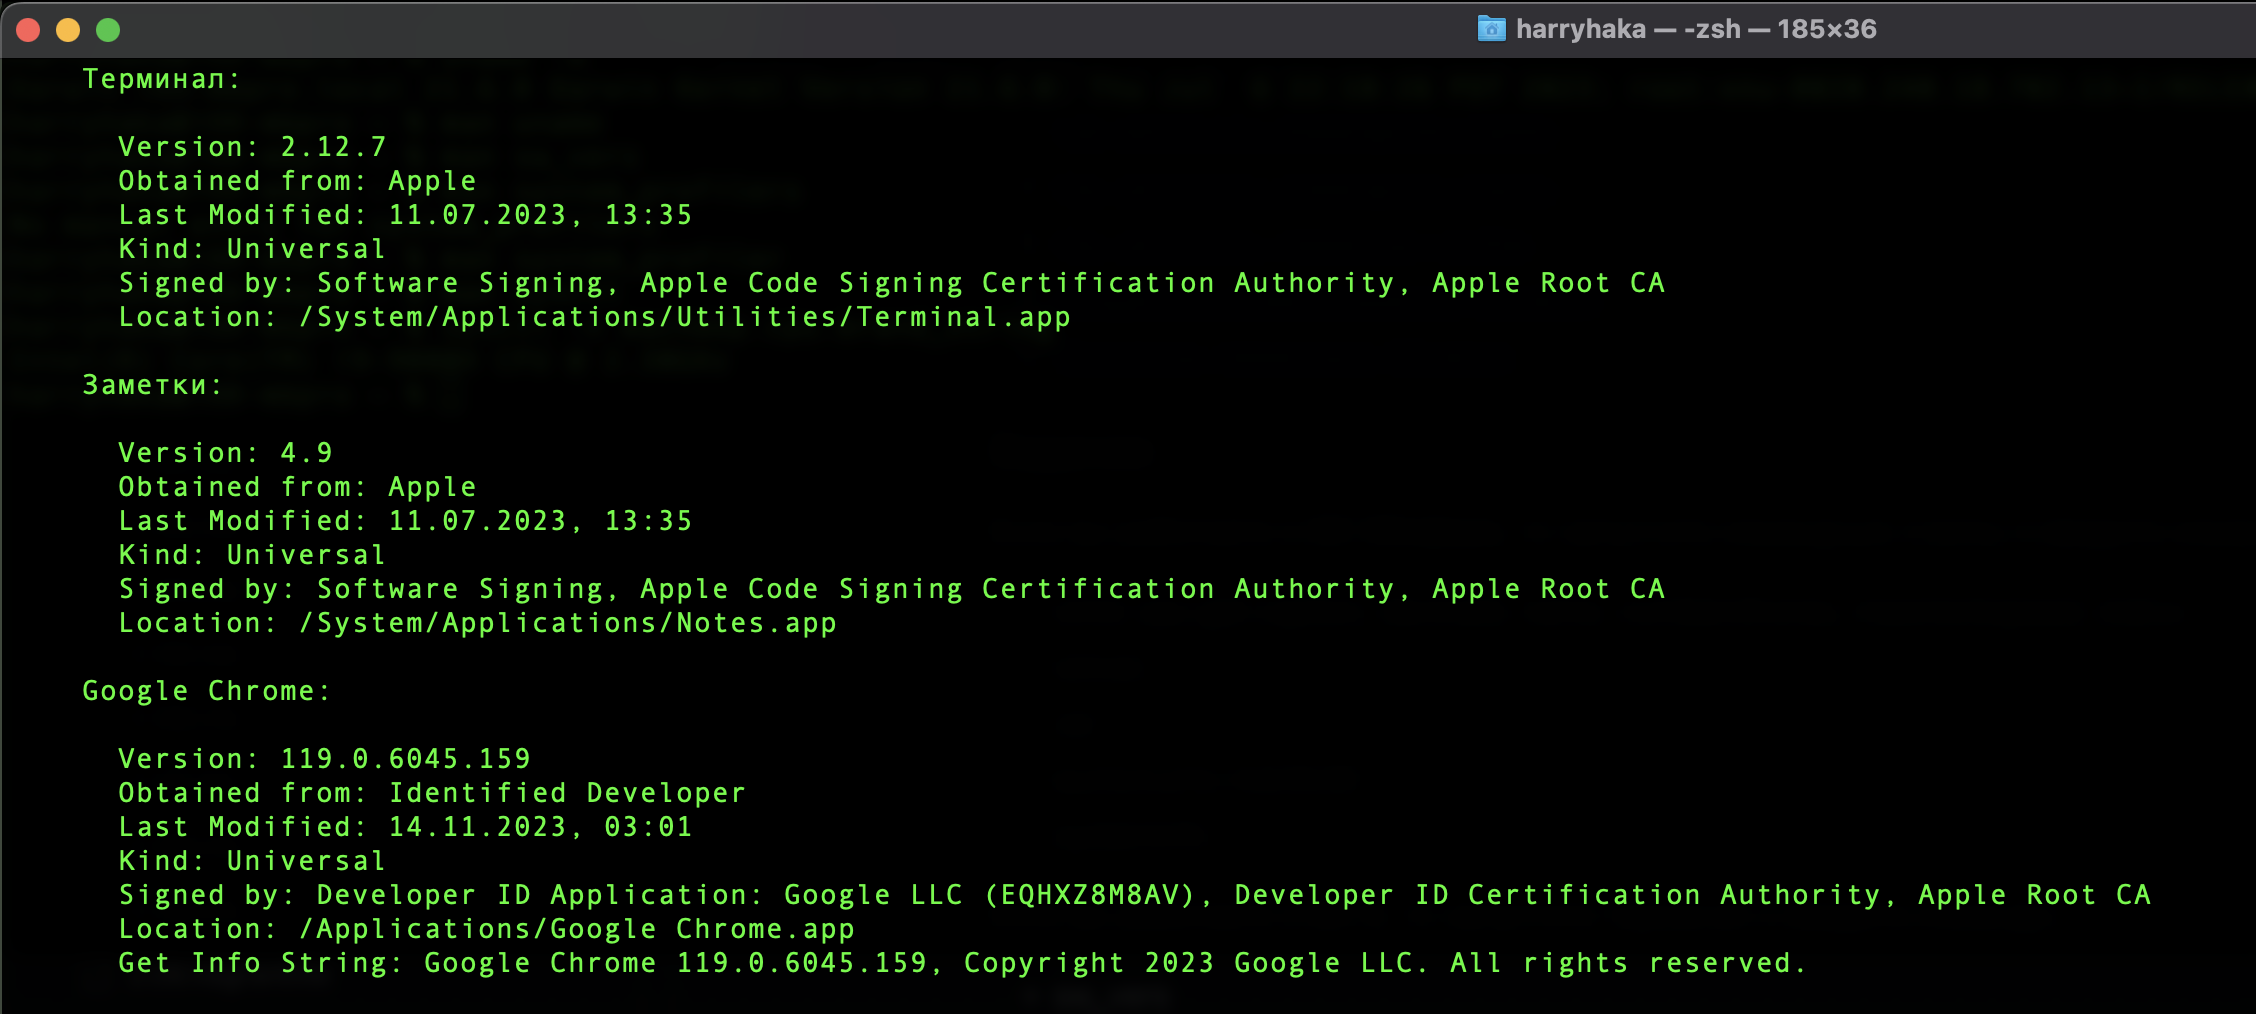 harryhaka — -zsh — 185×36
Терминал:
Version: 2.12.7
Obtained from: Apple
Last Modified: 11.07.2023, 13:35
Kind: Universal
Signed by: Software Signing, Apple Code Signing Certification Authority, Apple Root CA
Location: /System/Applications/Utilities/Terminal.app
Заметки:
Version: 4.9
Obtained from: Apple
Last Modified: 11.07.2023, 13:35
Kind: Universal
Signed by: Software Signing, Apple Code Signing Certification Authority, Apple Root CA
Location: /System/Applications/Notes.app
Google Chrome:
Version: 119.0.6045.159
Obtained from: Identified Developer
Last Modified: 14.11.2023, 03:01
Kind: Universal
Signed by: Developer ID Application: Google LLC (EQHXZ8M8AV), Developer ID Certification Authority, Apple Root CA
Location: /Applications/Google Chrome.app
Get Info String: Google Chrome 119.0.6045.159, Copyright 2023 Google LLC. All rights reserved.